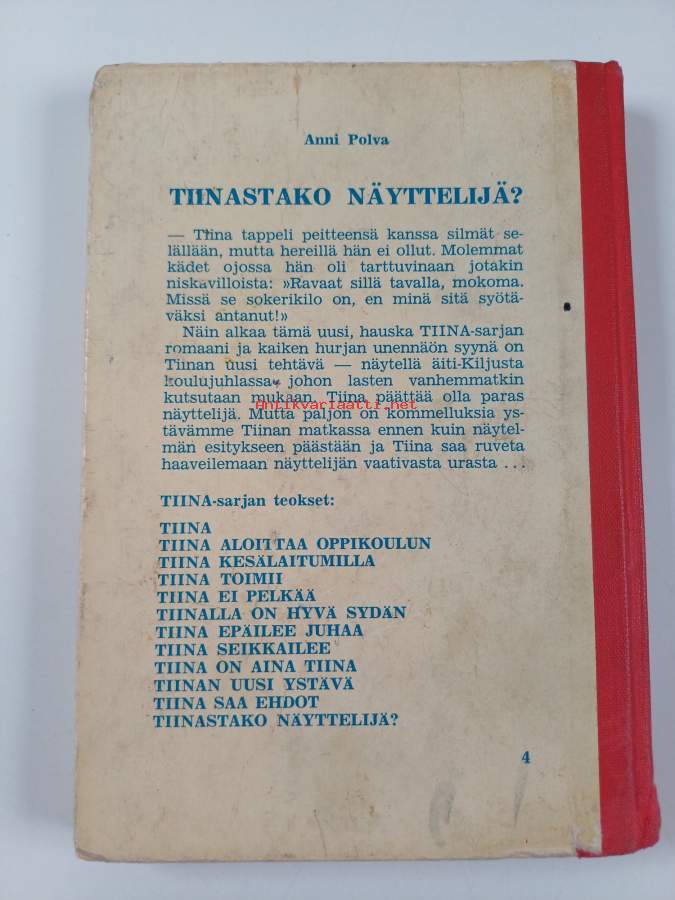 Anni Polva
TIINASTAKO NÄYTTELIJÄ?
— Tiina tappeli peitteensä kanssa silmät se-
lällään, mutta hereillä hän ei ollut. Molemmat
kädet ojossa hän oli tarttuvinaan jotakin
niskavilloista: »Ravaat sillä tavalla, mokoma.
Missä se sokerikilo on, en minä sitä syötä-
väksi antanut!»
Näin alkaa tämä uusi, hauska TIINA-sarjan
romaani ja kaiken hurjan unennäön syynä on
Tiinan uusi tehtävä — näytellä äiti-Kiljusta
koulujuhlassa, johon lasten vanhemmatkin
kutsutaan mukaan. Tiina päättää olla paras
Antikvariaatti.net
näyttelijä. Mutta paljon on kommelluksia ys-
tävämme Tiinan matkassa ennen kuin näytel-
män esitykseen päästään ja Tiina saa ruveta
haaveilemaan näyttelijän vaativasta urasta ...
TIINA-sarjan teokset:
TIINA
TIINA ALOITTAA OPPIKOULUN
TIINA KESÄLAITUMILLA
TIINA TOIMII
TIINA EI PELKÄÄ
TIINALLA ON HYVÄ SYDÄN
TIINA EPÄILEE JUHAA
TIINA SEIKKAILEE
TIINA ON AINA TIINA
TIINAN UUSI YSTÄVÄ
TIINA SAA EHDOT
TIINASTAKO NÄYTTELIJÄ?
4